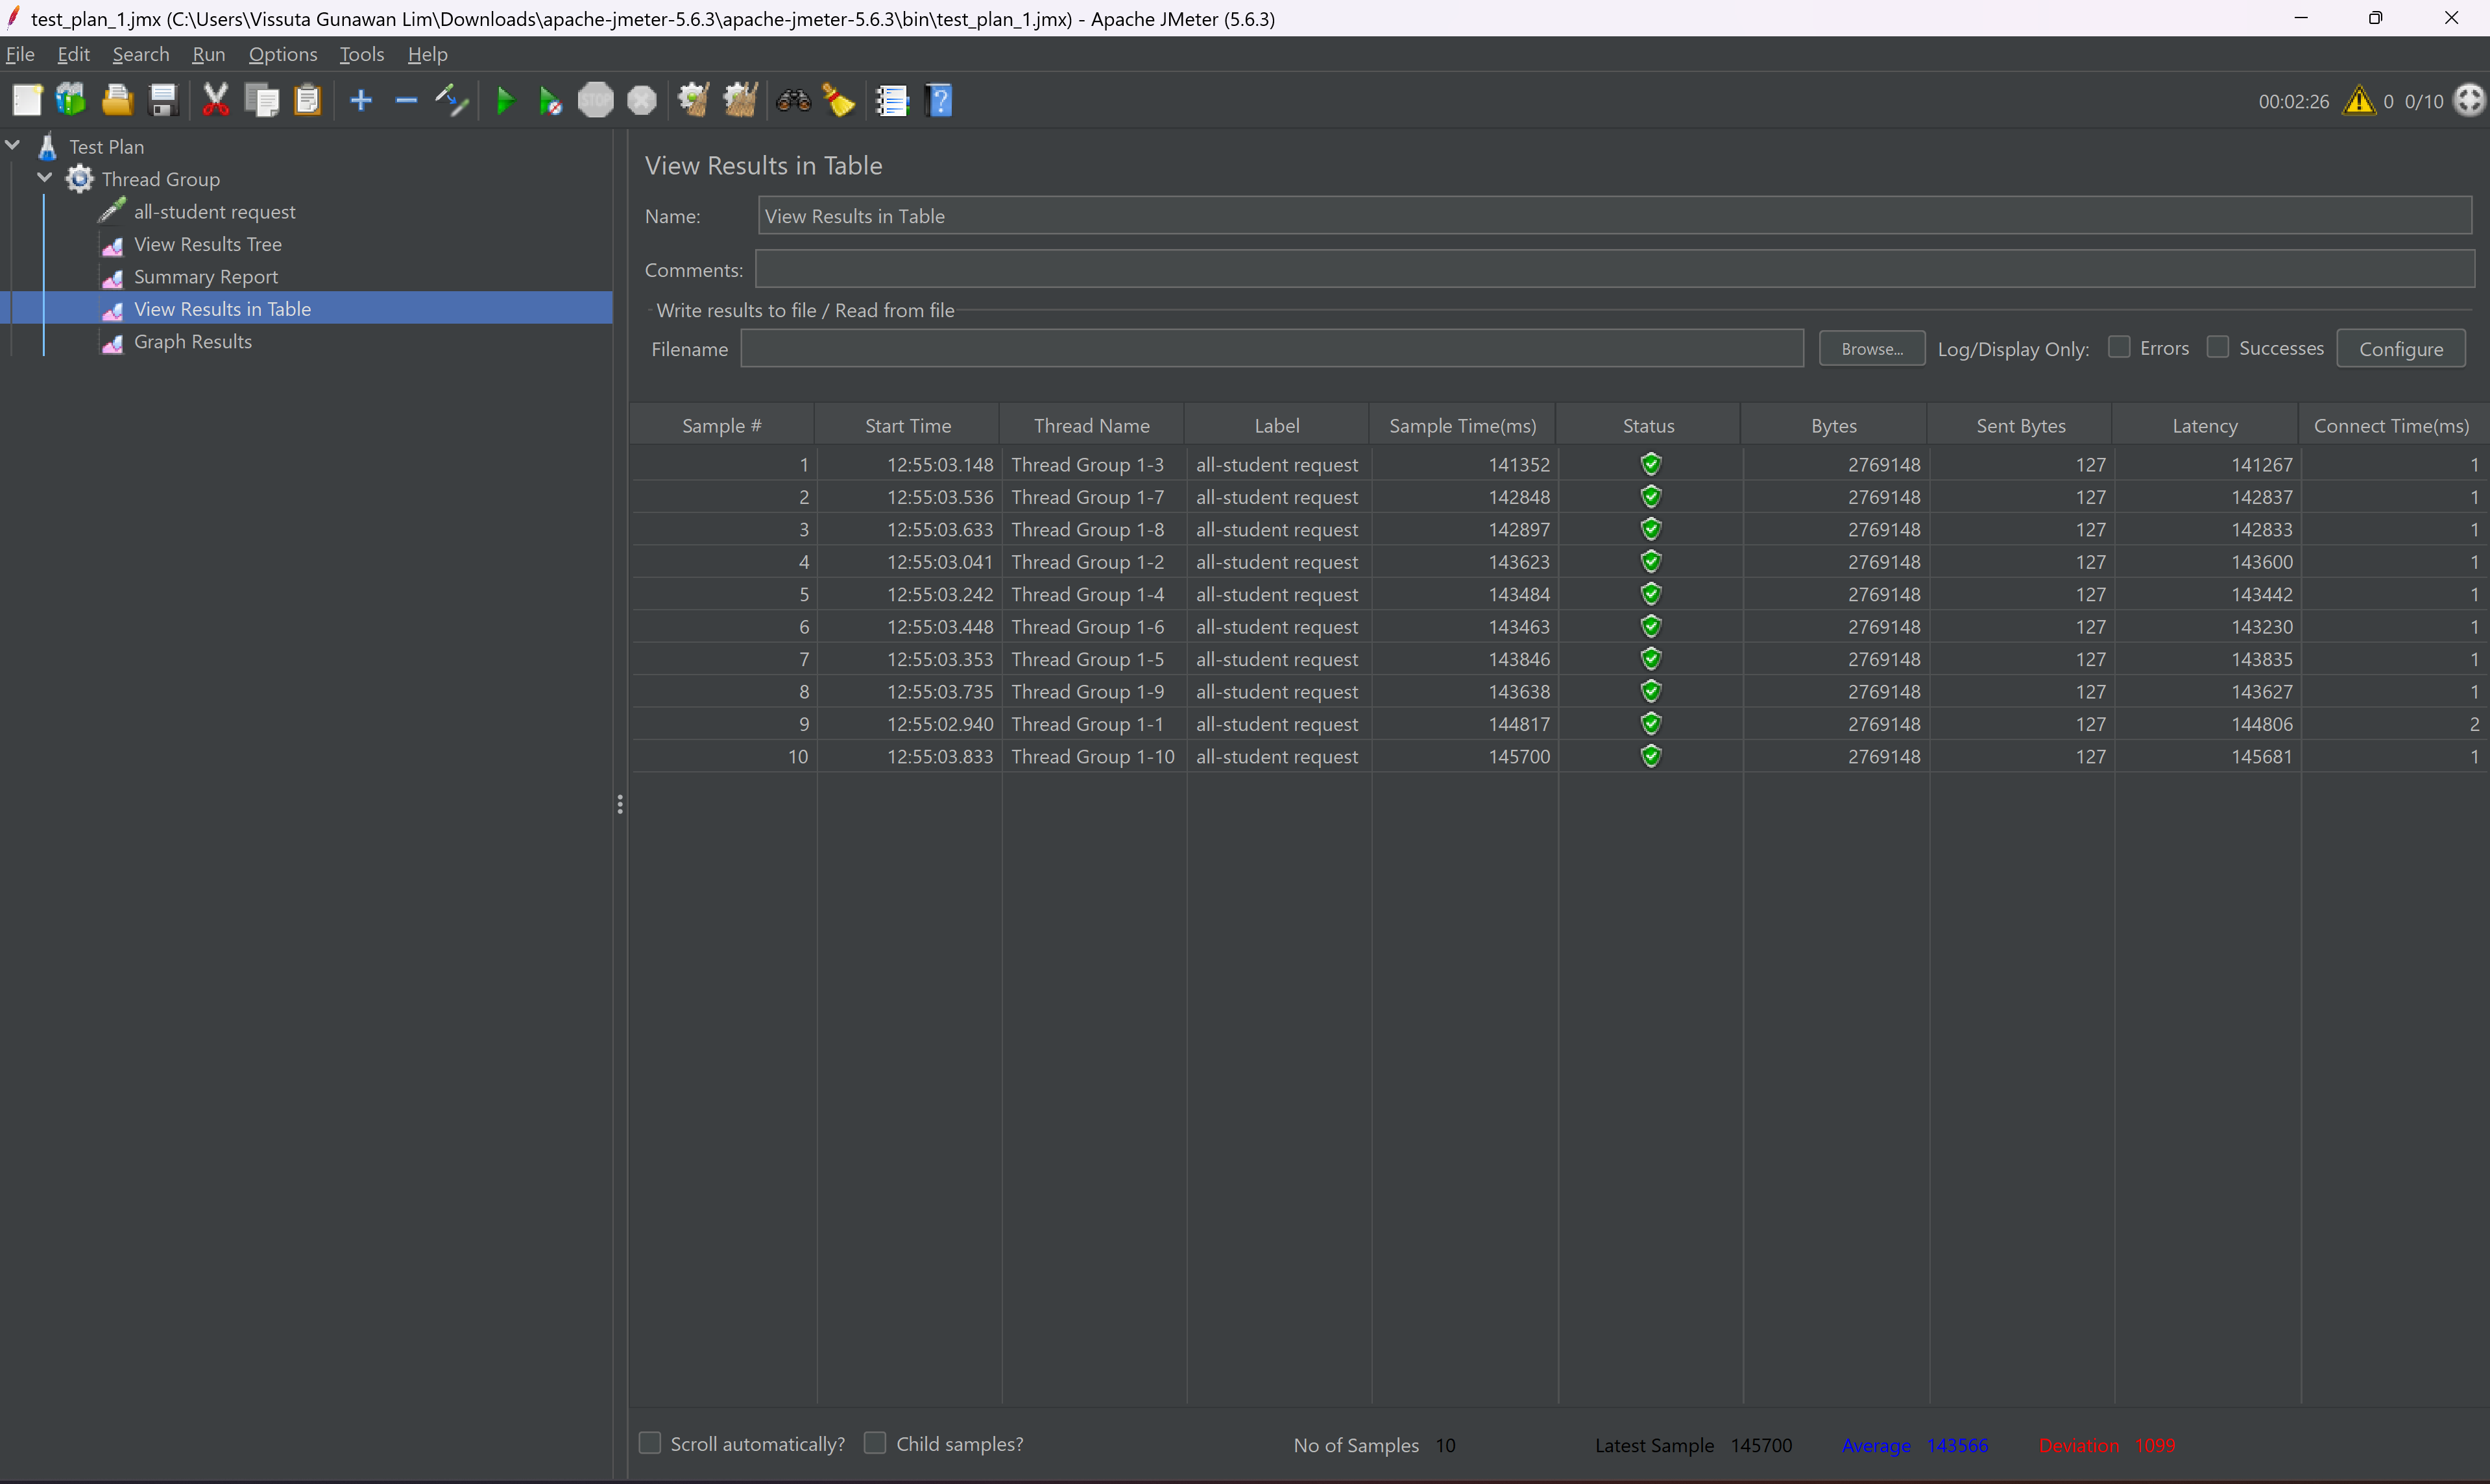 test_plan_1.jmx (C:\Users\Vissuta Gunawan Lim\Downloads\apache-jmeter-5.6.3\apache-jmeter-5.6.3\bin\test_plan_1.jmx) - Apache JMeter (5.6.3)
File Edit Search Run Options Tools Help
STOP 00:02:26 0 0/10
Test Plan
Thread Group
all-student request
View Results Tree
Summary Report
View Results in Table
Graph Results
View Results in Table
Name: View Results in Table
Comments:
Write results to file / Read from file
Filename Browse... Log/Display Only: Errors Successes Configure
Sample # Start Time Thread Name Label Sample Time(ms) Status Bytes Sent Bytes Latency Connect Time(ms)
1 12:55:03.148 Thread Group 1-3 all-student request 141352 2769148 127 141267 1
2 12:55:03.536 Thread Group 1-7 all-student request 142848 2769148 127 142837 1
3 12:55:03.633 Thread Group 1-8 all-student request 142897 2769148 127 142833 1
4 12:55:03.041 Thread Group 1-2 all-student request 143623 2769148 127 143600 1
5 12:55:03.242 Thread Group 1-4 all-student request 143484 2769148 127 143442 1
6 12:55:03.448 Thread Group 1-6 all-student request 143463 2769148 127 143230 1
7 12:55:03.353 Thread Group 1-5 all-student request 143846 2769148 127 143835 1
8 12:55:03.735 Thread Group 1-9 all-student request 143638 2769148 127 143627 1
9 12:55:02.940 Thread Group 1-1 all-student request 144817 2769148 127 144806 2
10 12:55:03.833 Thread Group 1-10 all-student request 145700 2769148 127 145681 1
Scroll automatically? Child samples? No of Samples 10 Latest Sample 145700 Average 143566 Deviation 1099